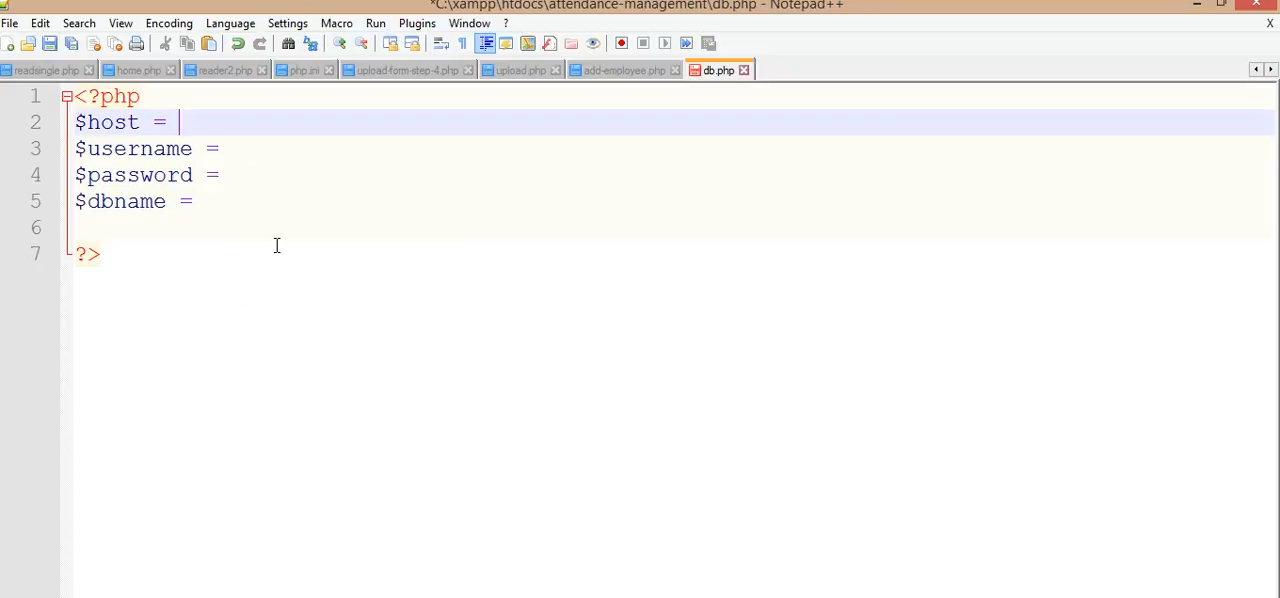 *C:\xampp\htdocs\attendance-management\db.php - Notepad++
File Edit Search View Encoding Language Settings Macro Run Plugins Window ? X
readsingle.php home.php reader2.php php.ini upload-form-step-4.php upload.php add-employee.php db.php
1 <?php
2 $host =
3 $username =
4 $password =
5 $dbname =
6
7 ?>